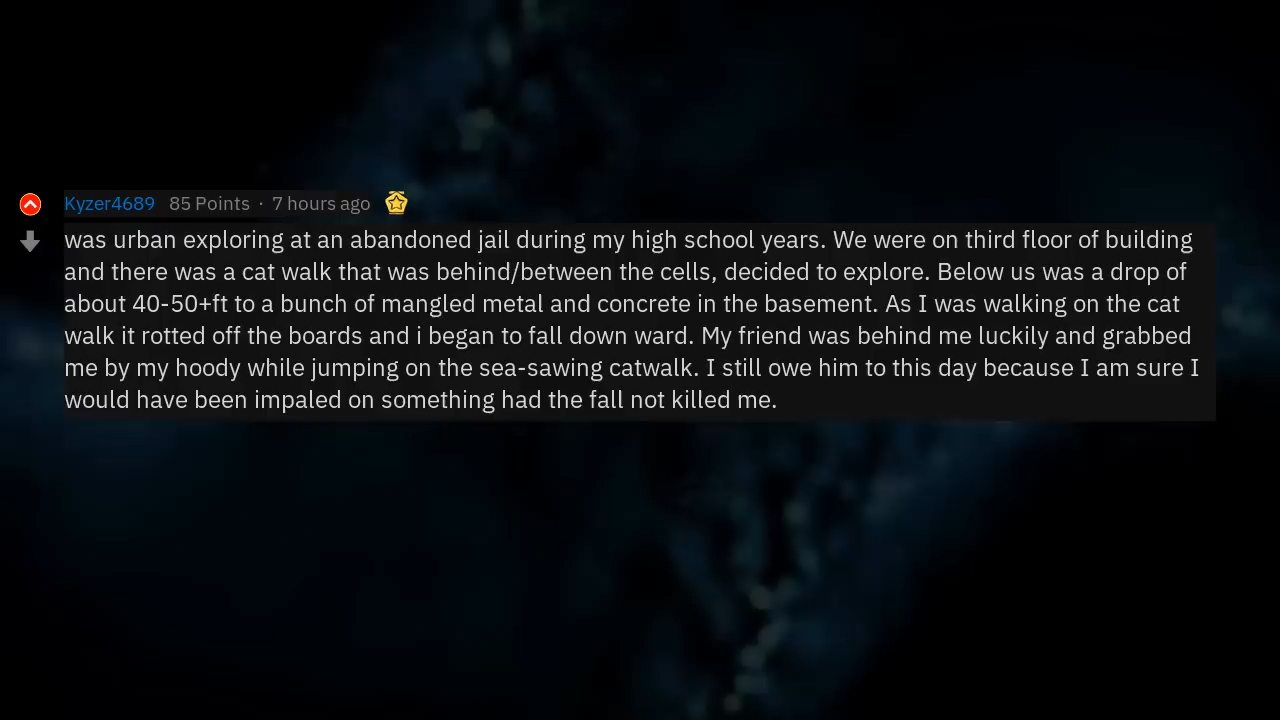 Kyzer4689 85 Points · 7 hours ago
was urban exploring at an abandoned jail during my high school years. We were on third floor of building
and there was a cat walk that was behind/between the cells, decided to explore. Below us was a drop of
about 40-50+ft to a bunch of mangled metal and concrete in the basement. As I was walking on the cat
walk it rotted off the boards and i began to fall down ward. My friend was behind me luckily and grabbed
me by my hoody while jumping on the sea-sawing catwalk. I still owe him to this day because I am sure I
would have been impaled on something had the fall not killed me.